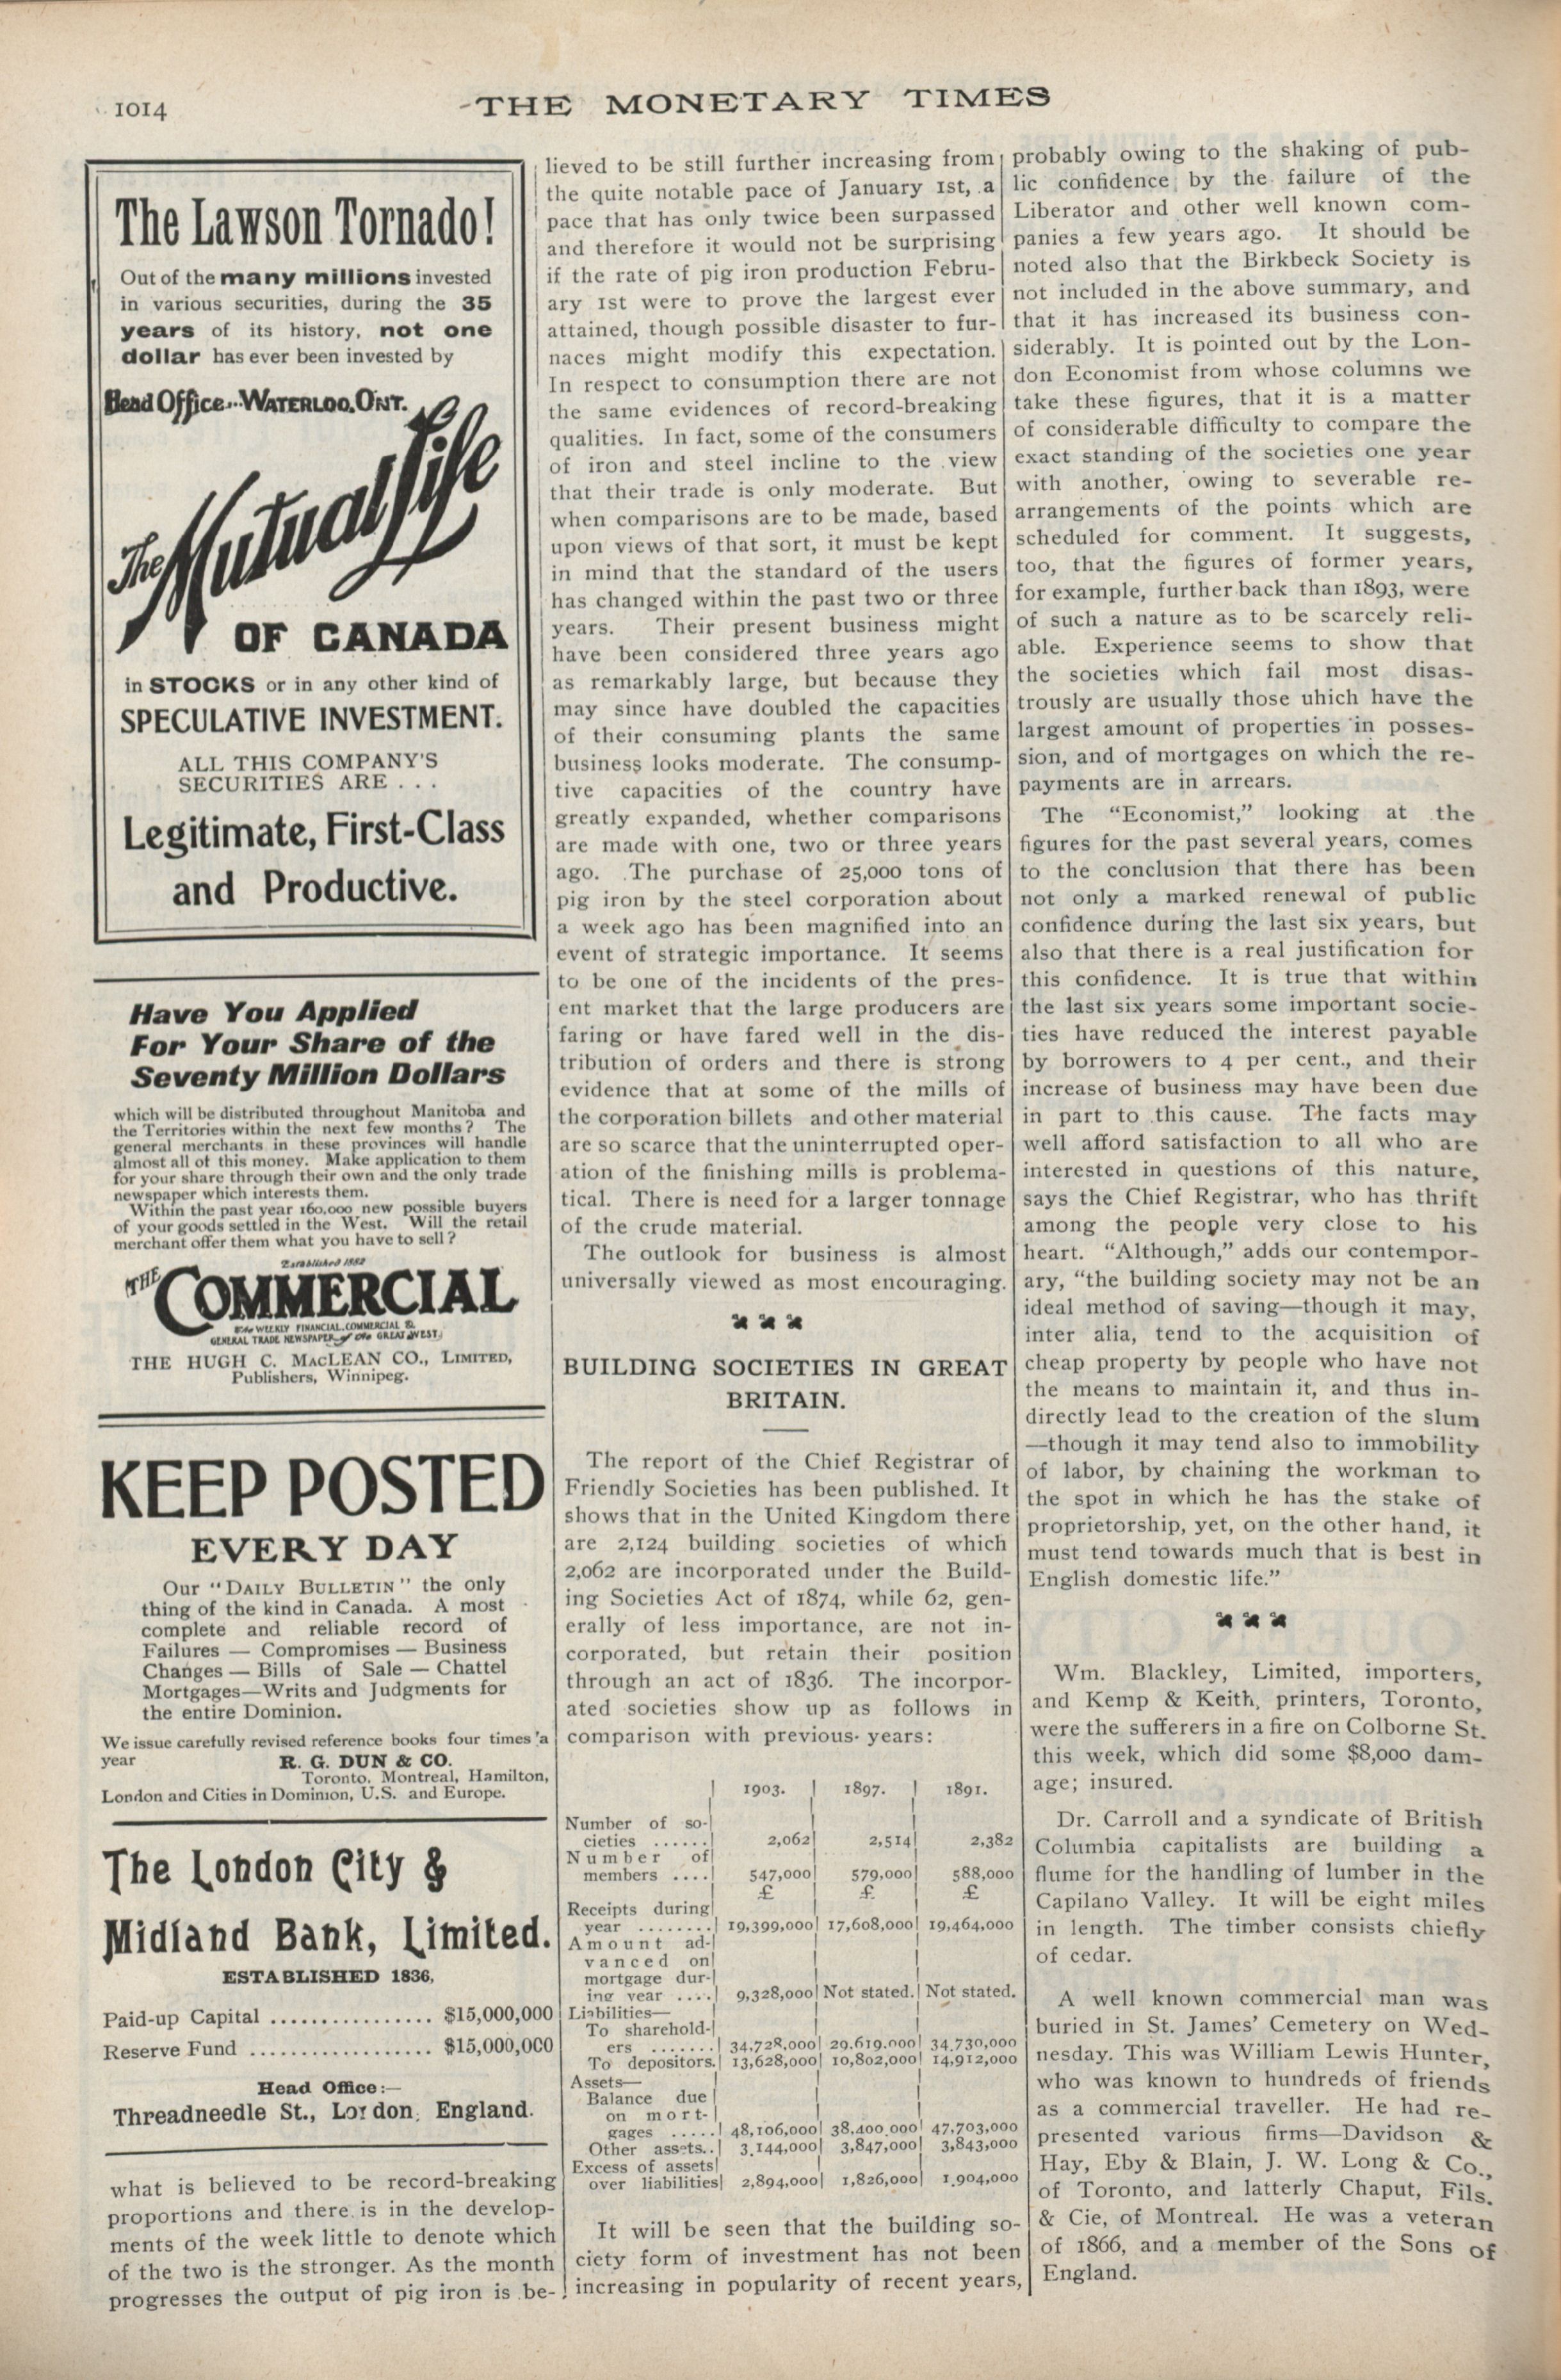 1014
THE MONETARY TIMES
The Lawson Tornado!
Out of the many millions invested
in various securities, during the 35
years of its history, not one
dollar has ever been invested by
Head Office...WATERLOO, ONT.
The Mutual Life
OF CANADA
in STOCKS or in any other kind of
SPECULATIVE INVESTMENT.
ALL THIS COMPANY'S
SECURITIES ARE . . .
Legitimate, First-Class
and Productive.
Have You Applied
For Your Share of the
Seventy Million Dollars
which will be distributed throughout Manitoba and
the Territories within the next few months? The
general merchants in these provinces will handle
almost all of this money. Make application to them
for your share through their own and the only trade
newspaper which interests them.
Within the past year 160,000 new possible buyers
of your goods settled in the West. Will the retail
merchant offer them what you have to sell?
Established 1882
THE COMMERCIAL
The WEEKLY FINANCIAL, COMMERCIAL &
GENERAL TRADE NEWSPAPER of the GREAT WEST
THE HUGH C. MACLEAN CO., LIMITED,
Publishers, Winnipeg.
KEEP POSTED
EVERY DAY
Our "DAILY BULLETIN" the only
thing of the kind in Canada. A most
complete and reliable record of
Failures — Compromises — Business
Changes — Bills of Sale — Chattel
Mortgages—Writs and Judgments for
the entire Dominion.
We issue carefully revised reference books four times a
year R. G. DUN & CO.
Toronto, Montreal, Hamilton,
London and Cities in Dominion, U.S. and Europe.
The London City &
Midland Bank, Limited.
ESTABLISHED 1836,
Paid-up Capital ................ $15,000,000
Reserve Fund .................. $15,000,000
Head Office:—
Threadneedle St., London, England.
what is believed to be record-breaking
proportions and there is in the develop-
ments of the week little to denote which
of the two is the stronger. As the month
progresses the output of pig iron is be-
lieved to be still further increasing from
the quite notable pace of January 1st, a
pace that has only twice been surpassed
and therefore it would not be surprising
if the rate of pig iron production Febru-
ary 1st were to prove the largest ever
attained, though possible disaster to fur-
naces might modify this expectation.
In respect to consumption there are not
the same evidences of record-breaking
qualities. In fact, some of the consumers
of iron and steel incline to the view
that their trade is only moderate. But
when comparisons are to be made, based
upon views of that sort, it must be kept
in mind that the standard of the users
has changed within the past two or three
years. Their present business might
have been considered three years ago
as remarkably large, but because they
may since have doubled the capacities
of their consuming plants the same
business looks moderate. The consump-
tive capacities of the country have
greatly expanded, whether comparisons
are made with one, two or three years
ago. The purchase of 25,000 tons of
pig iron by the steel corporation about
a week ago has been magnified into an
event of strategic importance. It seems
to be one of the incidents of the pres-
ent market that the large producers are
faring or have fared well in the dis-
tribution of orders and there is strong
evidence that at some of the mills of
the corporation billets and other material
are so scarce that the uninterrupted oper-
ation of the finishing mills is problema-
tical. There is need for a larger tonnage
of the crude material.
The outlook for business is almost
universally viewed as most encouraging.
BUILDING SOCIETIES IN GREAT
BRITAIN.
The report of the Chief Registrar of
Friendly Societies has been published. It
shows that in the United Kingdom there
are 2,124 building societies of which
2,062 are incorporated under the Build-
ing Societies Act of 1874, while 62, gen-
erally of less importance, are not in-
corporated, but retain their position
through an act of 1836. The incorpor-
ated societies show up as follows in
comparison with previous years:
1903. 1897. 1891.
Number of so-
cieties ...... 2,062 2,514 2,382
Number of
members .... 547,000 579,000 588,000
£ £ £
Receipts during
year ........ 19,399,000 17,608,000 19,464,000
Amount ad-
vanced on
mortgage dur-
ing year .... 9,328,000 Not stated. Not stated.
Liabilities—
To sharehold-
ers ....... 34,728,000 29,619,000 34,730,000
To depositors. 13,628,000 10,802,000 14,912,000
Assets—
Balance due
on mort-
gages ..... 48,106,000 38,400,000 47,703,000
Other assets.. 3,144,000 3,847,000 3,843,000
Excess of assets
over liabilities 2,894,000 1,826,000 1,904,000
It will be seen that the building so-
ciety form of investment has not been
increasing in popularity of recent years,
probably owing to the shaking of pub-
lic confidence by the failure of the
Liberator and other well known com-
panies a few years ago. It should be
noted also that the Birkbeck Society is
not included in the above summary, and
that it has increased its business con-
siderably. It is pointed out by the Lon-
don Economist from whose columns we
take these figures, that it is a matter
of considerable difficulty to compare the
exact standing of the societies one year
with another, owing to severable re-
arrangements of the points which are
scheduled for comment. It suggests,
too, that the figures of former years,
for example, further back than 1893, were
of such a nature as to be scarcely reli-
able. Experience seems to show that
the societies which fail most disas-
trously are usually those uhich have the
largest amount of properties in posses-
sion, and of mortgages on which the re-
payments are in arrears.
The "Economist," looking at the
figures for the past several years, comes
to the conclusion that there has been
not only a marked renewal of public
confidence during the last six years, but
also that there is a real justification for
this confidence. It is true that within
the last six years some important socie-
ties have reduced the interest payable
by borrowers to 4 per cent., and their
increase of business may have been due
in part to this cause. The facts may
well afford satisfaction to all who are
interested in questions of this nature,
says the Chief Registrar, who has thrift
among the people very close to his
heart. "Although," adds our contempor-
ary, "the building society may not be an
ideal method of saving—though it may,
inter alia, tend to the acquisition of
cheap property by people who have not
the means to maintain it, and thus in-
directly lead to the creation of the slum
—though it may tend also to immobility
of labor, by chaining the workman to
the spot in which he has the stake of
proprietorship, yet, on the other hand, it
must tend towards much that is best in
English domestic life."
Wm. Blackley, Limited, importers,
and Kemp & Keith, printers, Toronto,
were the sufferers in a fire on Colborne St.
this week, which did some $8,000 dam-
age; insured.
Dr. Carroll and a syndicate of British
Columbia capitalists are building a
flume for the handling of lumber in the
Capilano Valley. It will be eight miles
in length. The timber consists chiefly
of cedar.
A well known commercial man was
buried in St. James' Cemetery on Wed-
nesday. This was William Lewis Hunter,
who was known to hundreds of friends
as a commercial traveller. He had re-
presented various firms—Davidson &
Hay, Eby & Blain, J. W. Long & Co.,
of Toronto, and latterly Chaput, Fils.
& Cie, of Montreal. He was a veteran
of 1866, and a member of the Sons of
England.